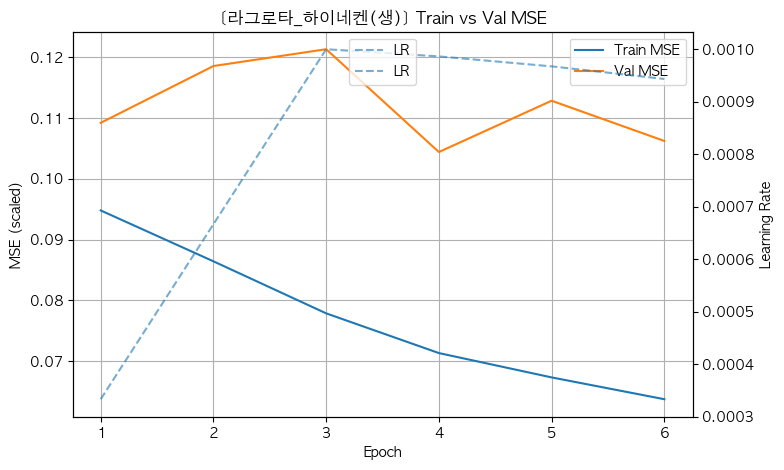 [라그로타_하이네켄(생)] Train vs Val MSE
LR
LR
Train MSE
Val MSE
0.12
0.11
0.10
0.09
0.08
0.07
MSE (scaled)
0.0010
0.0009
0.0008
0.0007
0.0006
0.0005
0.0004
0.0003
Learning Rate
1 2 3 4 5 6
Epoch